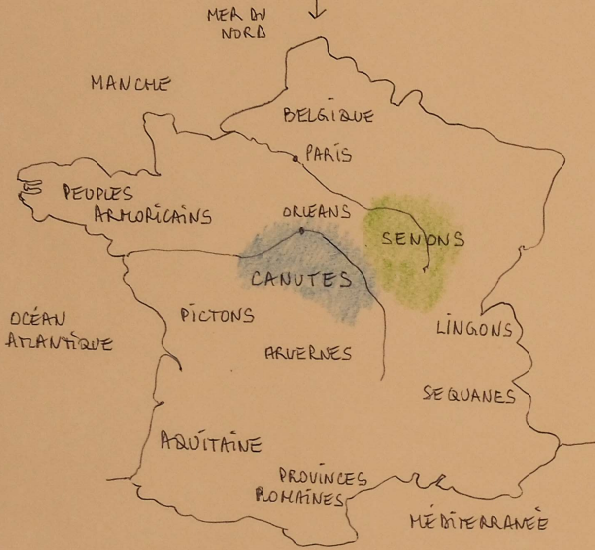 MER DU
NORD
MANCHE
BELGIQUE
PARIS
PEUPLES
ARMORICAINS
ORLEANS
SENONS
CANUTES
OCÉAN
ATLANTIQUE
PICTONS
LINGONS
ARVERNES
SEQUANES
AQUITAINE
PROVINCES
ROMAINES
MÉDITERRANÉE